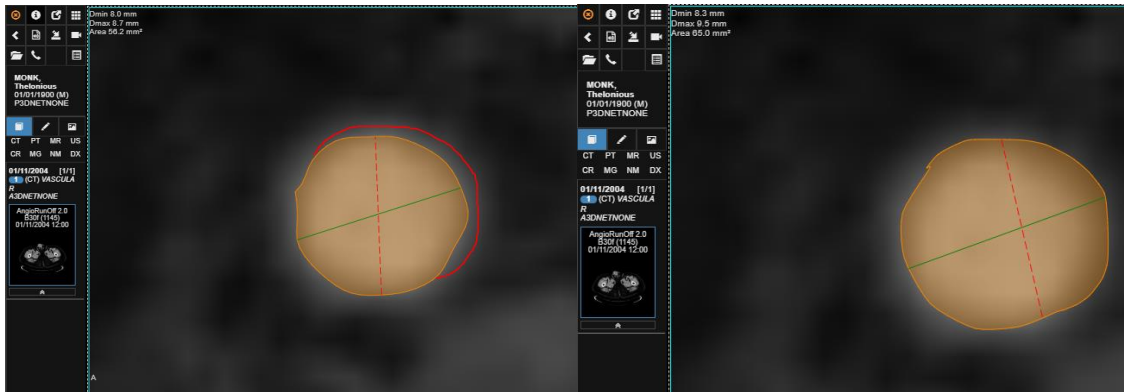 Dmin 8.0 mm
Dmax 8.7 mm
Area 56.2 mm²
MONK,
Thelonious
01/01/1900 (M)
P3DNETNONE
CT PT MR US
CR MG NM DX
01/11/2004 [1/1]
1 (CT) VASCULA
R
A3DNETNONE
AngioRunOff 2.0
B30f (1145)
01/11/2004 12:00
A
Dmin 8.3 mm
Dmax 9.5 mm
Area 65.0 mm²
MONK,
Thelonious
01/01/1900 (M)
P3DNETNONE
CT PT MR US
CR MG NM DX
01/11/2004 [1/1]
1 (CT) VASCULA
R
A3DNETNONE
AngioRunOff 2.0
B30f (1145)
01/11/2004 12:00